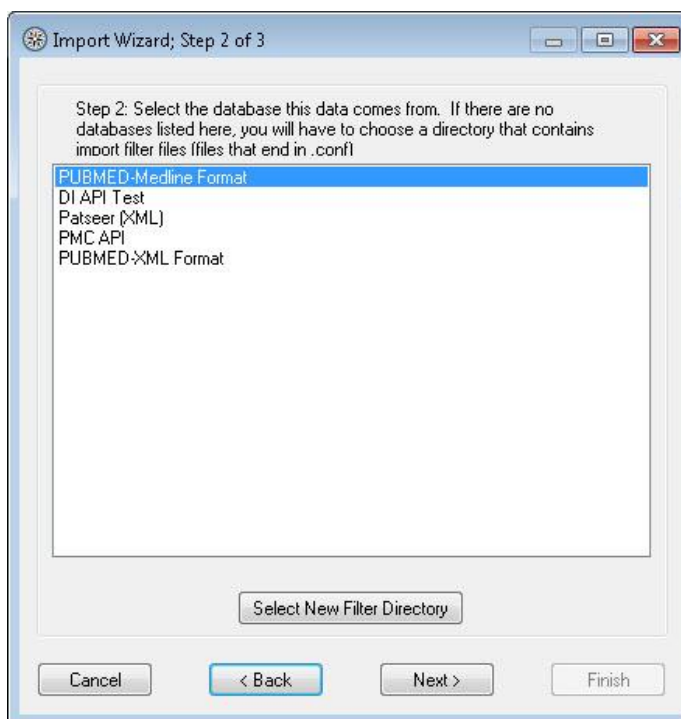 Import Wizard; Step 2 of 3
Step 2: Select the database this data comes from. If there are no
databases listed here, you will have to choose a directory that contains
import filter files (files that end in .conf)
PUBMED-Medline Format
DI API Test
Patseer (XML)
PMC API
PUBMED-XML Format
Select New Filter Directory
Cancel
< Back
Next >
Finish